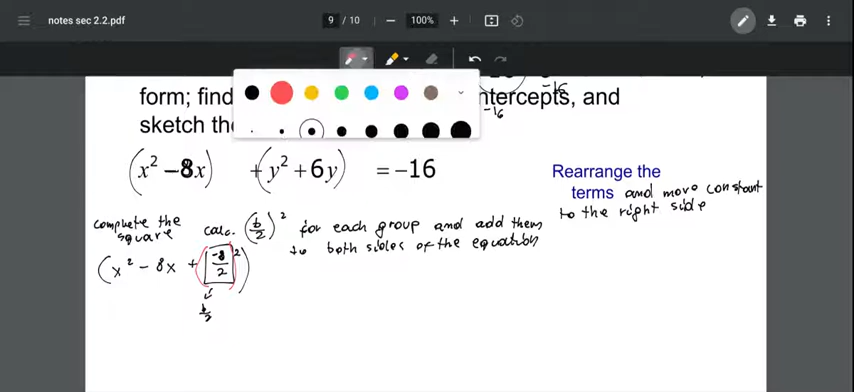 notes sec 2.2.pdf
9 / 10
100%
-16
form; find
ntercepts, and
-16
sketch th
(x² -8x) +(y² + 6y) = -16
Rearrange the
terms and move constant
to the right side
complete the
square
calc. (b/2)² for each group and add them
to both sides of the equation
(x² - 8x + [-8/2]²)
b/2